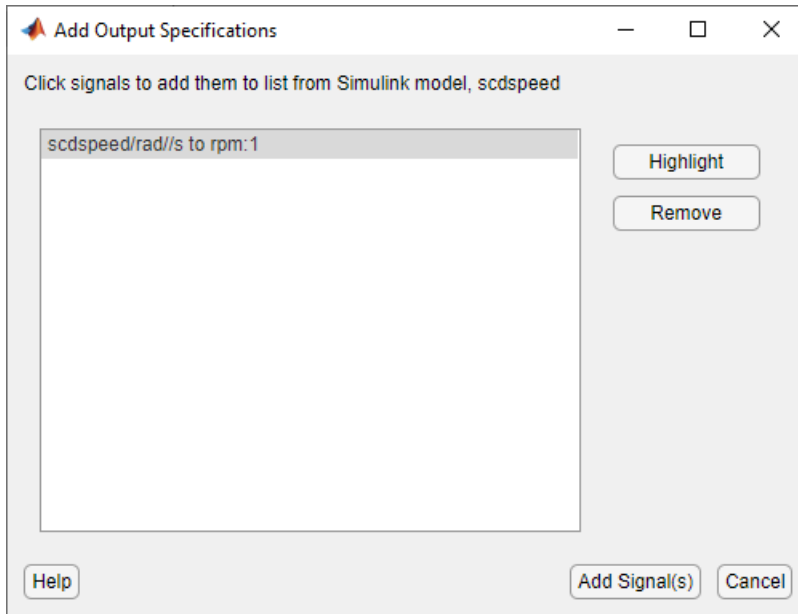 Add Output Specifications
Click signals to add them to list from Simulink model, scdspeed
scdspeed/rad//s to rpm:1
Highlight
Remove
Help
Add Signal(s)
Cancel